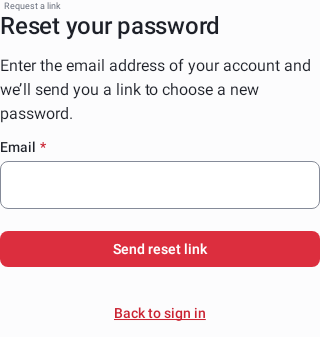 Request a link
Reset your password
Enter the email address of your account and
we’ll send you a link to choose a new
password.
Email *
Send reset link
Back to sign in